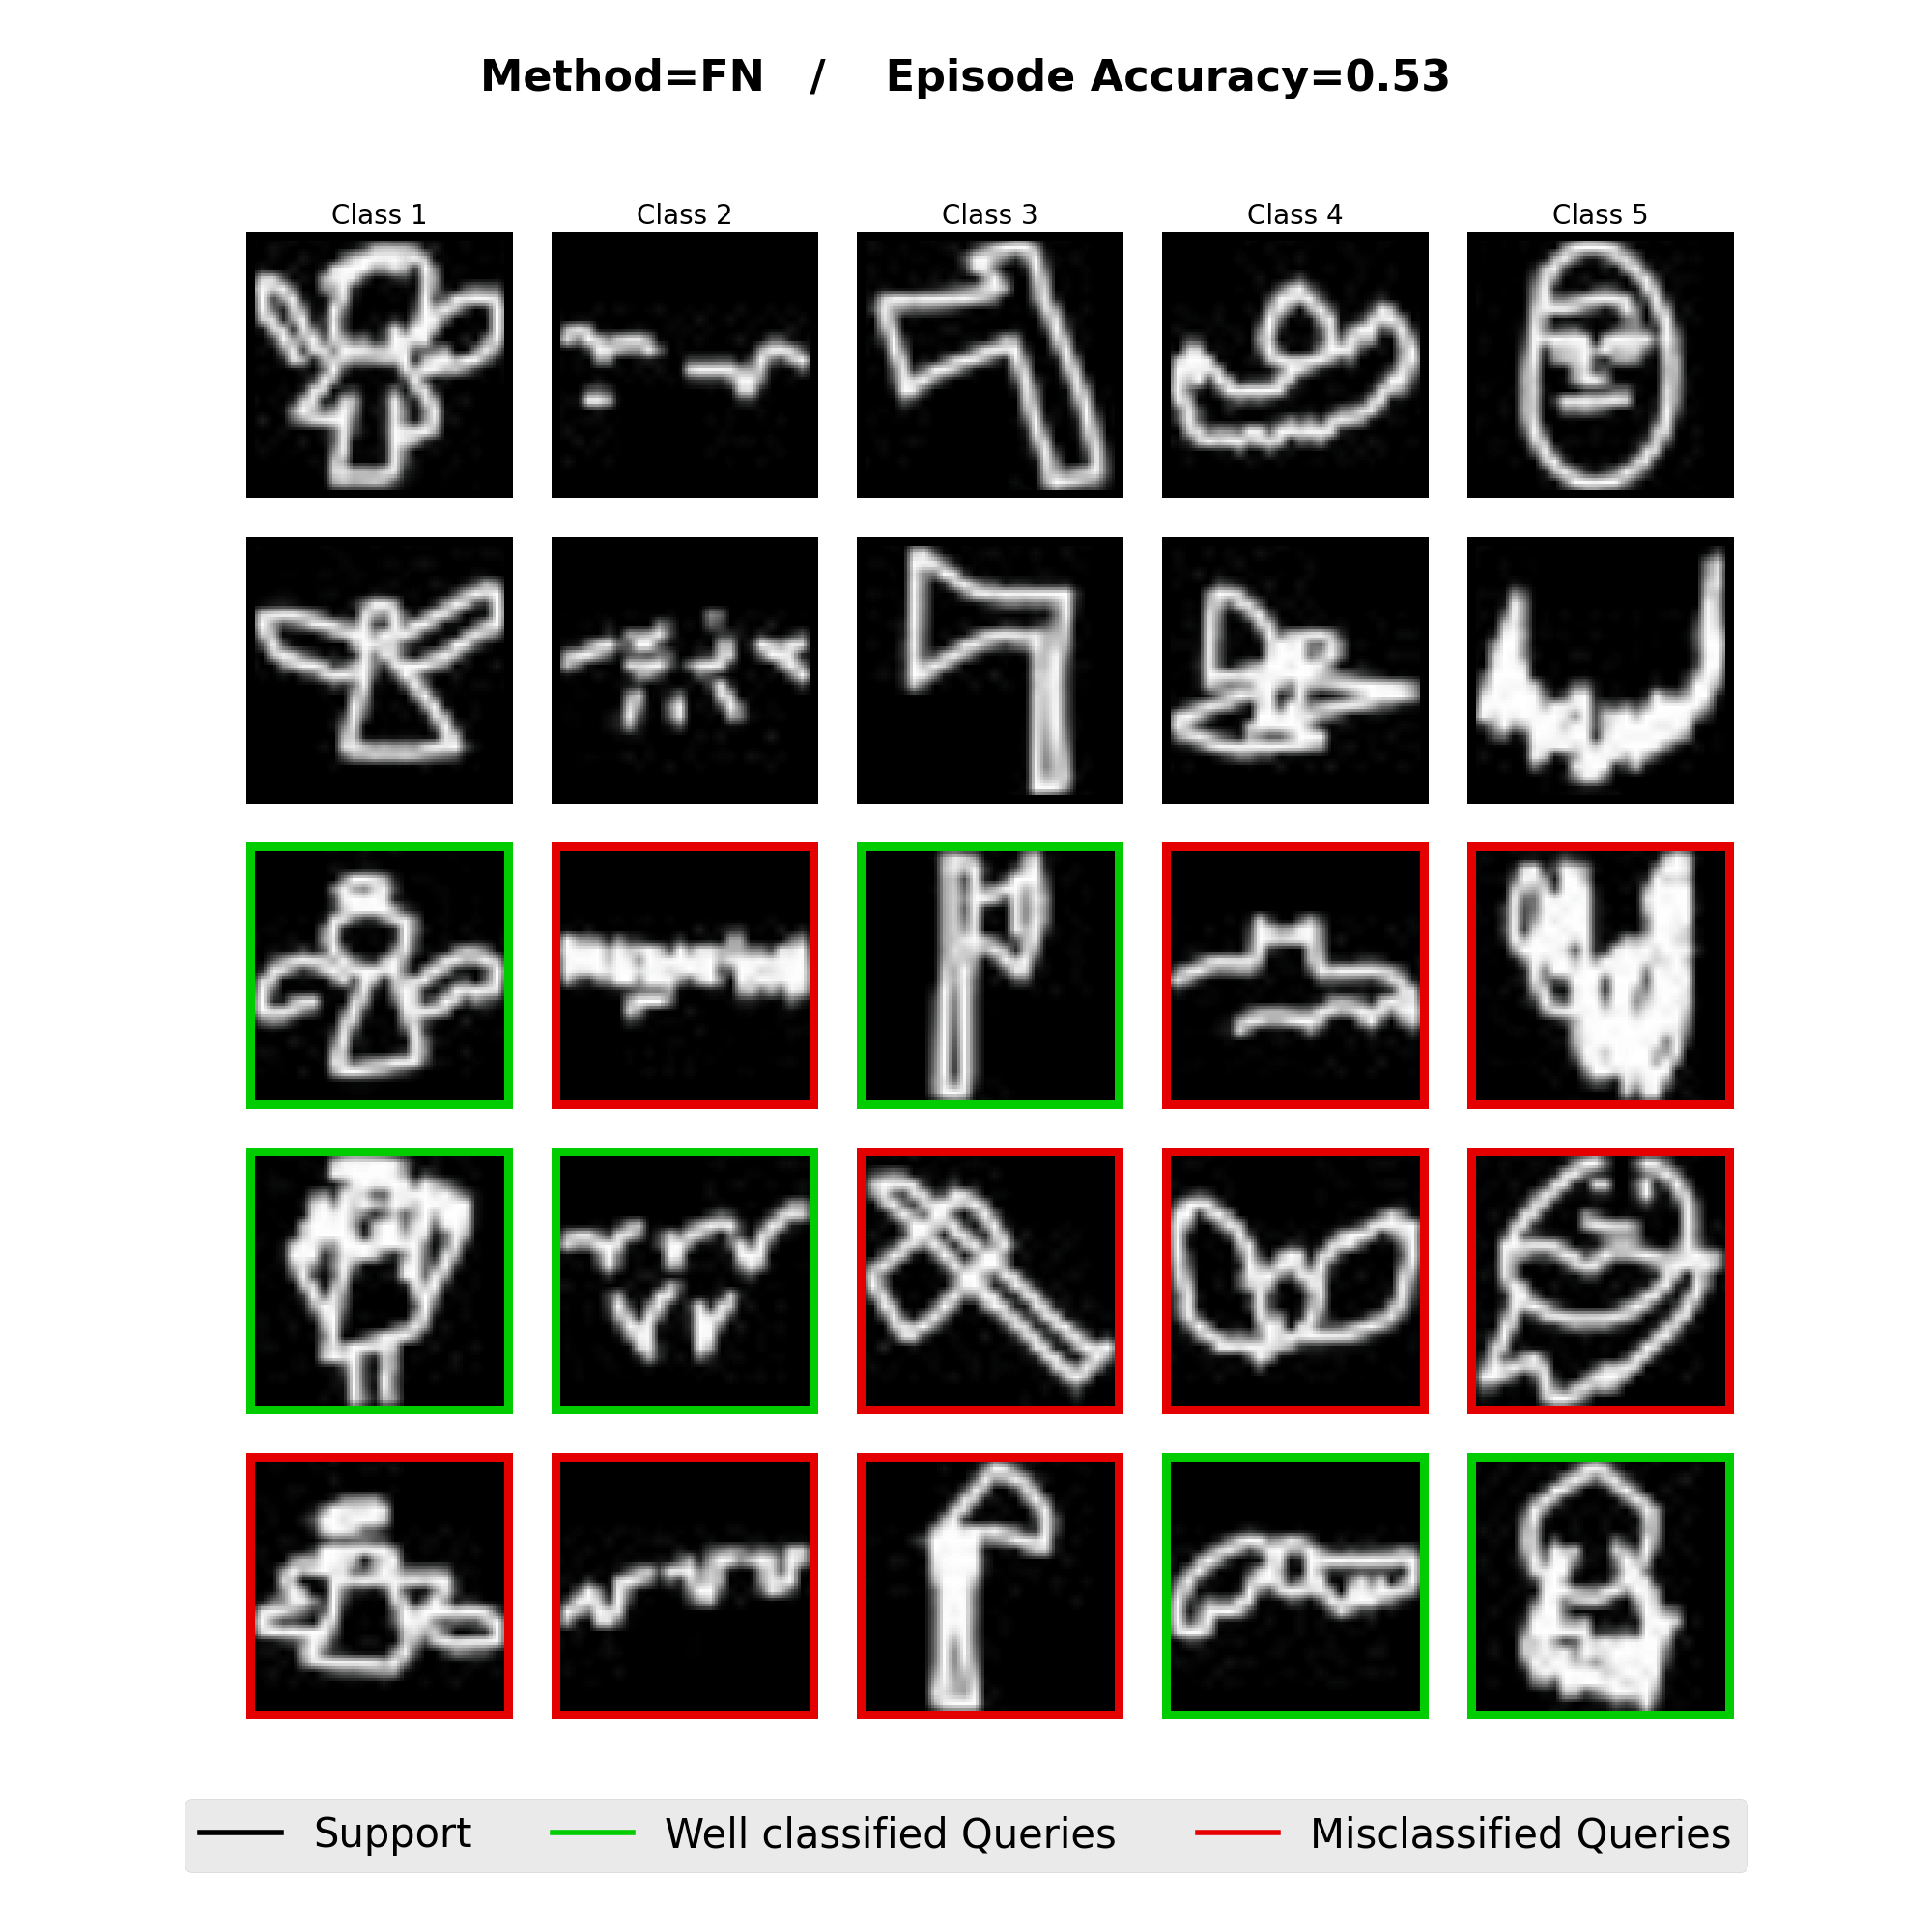 Method=FN / Episode Accuracy=0.53
Class 1 Class 2 Class 3 Class 4 Class 5
Support Well classified Queries Misclassified Queries